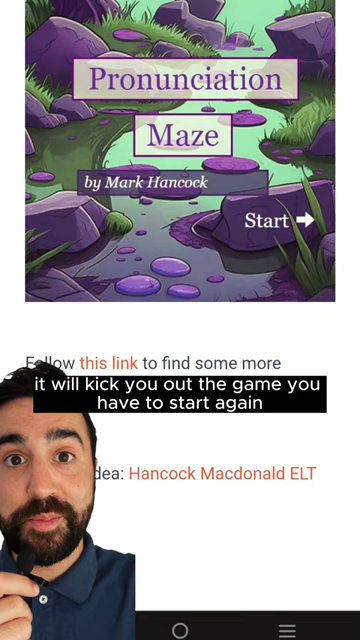 Pronunciation
Maze
by Mark Hancock
Start
Follow this link to find some more
it will kick you out the game you
have to start again
dea: Hancock Macdonald ELT